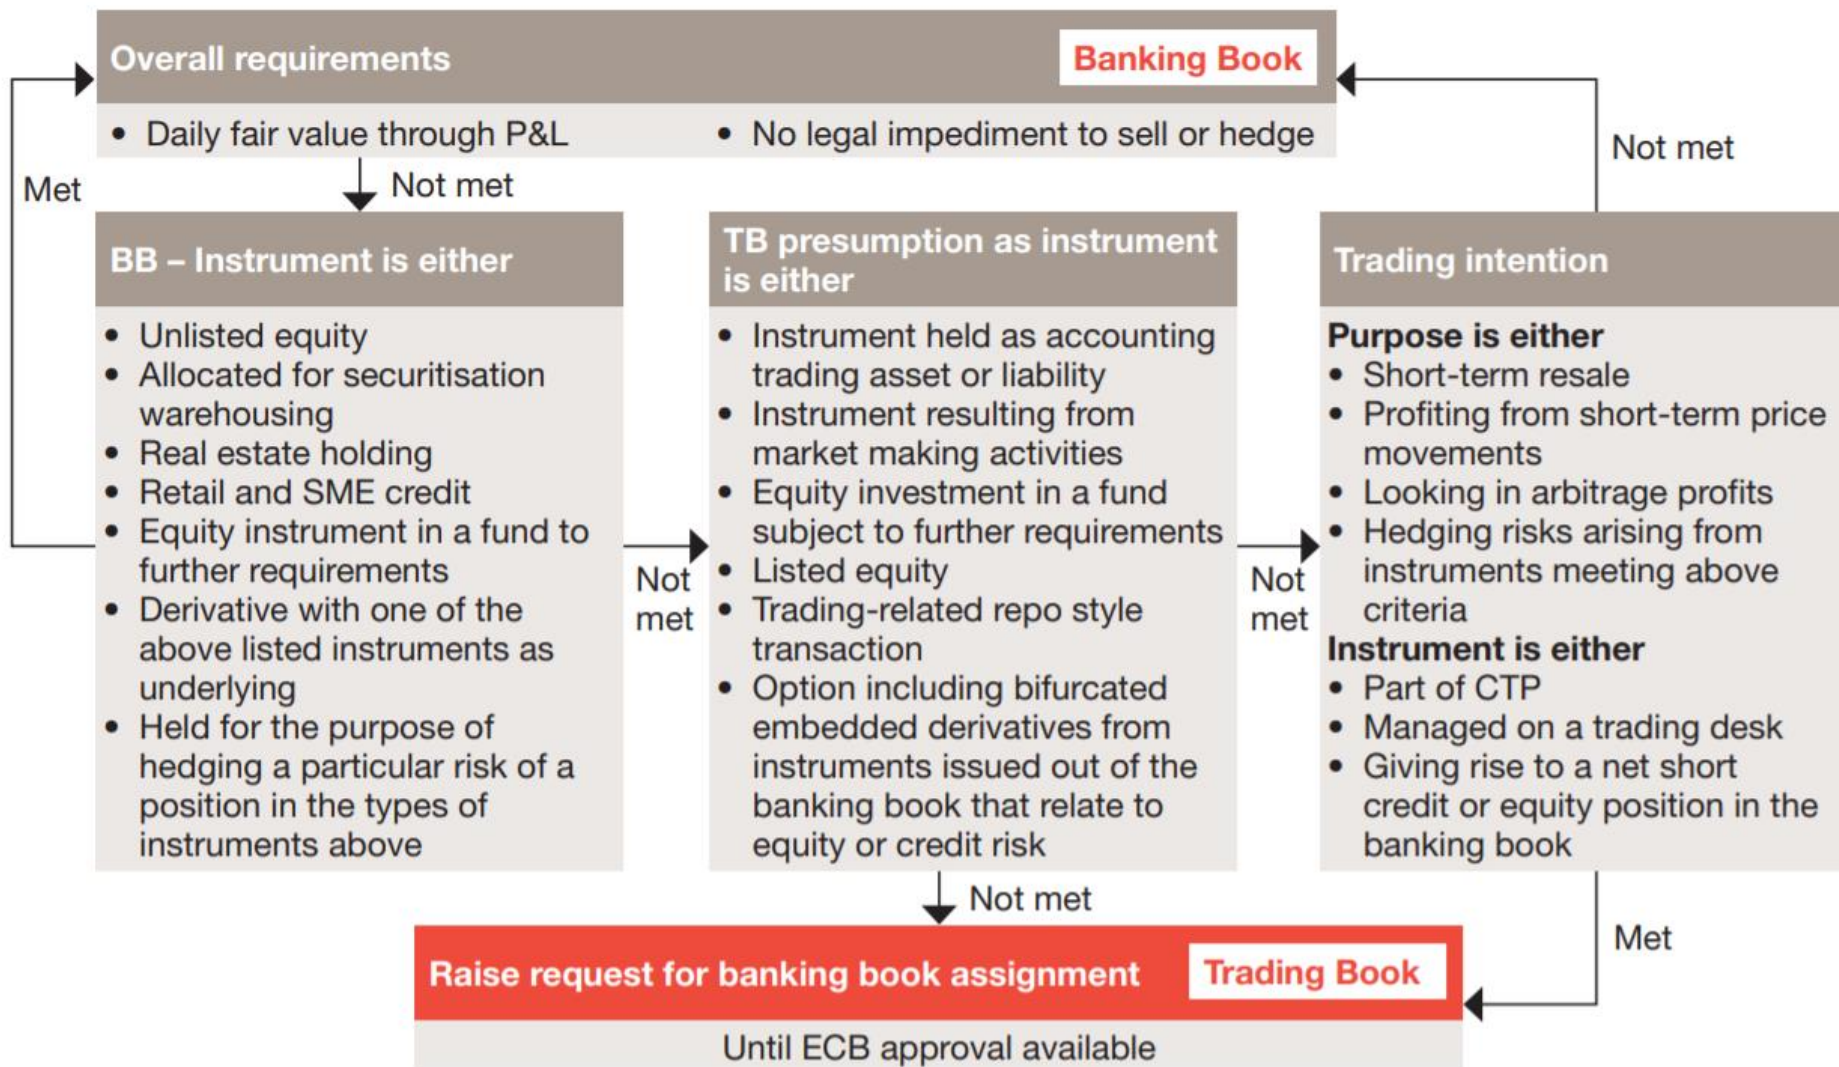 Overall requirements
Banking Book
• Daily fair value through P&L
• No legal impediment to sell or hedge
Met
Not met
Not met
BB – Instrument is either
• Unlisted equity
• Allocated for securitisation
warehousing
• Real estate holding
• Retail and SME credit
• Equity instrument in a fund to
further requirements
• Derivative with one of the
above listed instruments as
underlying
• Held for the purpose of
hedging a particular risk of a
position in the types of
instruments above
Not
met
TB presumption as instrument
is either
• Instrument held as accounting
trading asset or liability
• Instrument resulting from
market making activities
• Equity investment in a fund
subject to further requirements
• Listed equity
• Trading-related repo style
transaction
• Option including bifurcated
embedded derivatives from
instruments issued out of the
banking book that relate to
equity or credit risk
Not
met
Trading intention
Purpose is either
• Short-term resale
• Profiting from short-term price
movements
• Looking in arbitrage profits
• Hedging risks arising from
instruments meeting above
criteria
Instrument is either
• Part of CTP
• Managed on a trading desk
• Giving rise to a net short
credit or equity position in the
banking book
Not met
Met
Raise request for banking book assignment
Trading Book
Until ECB approval available